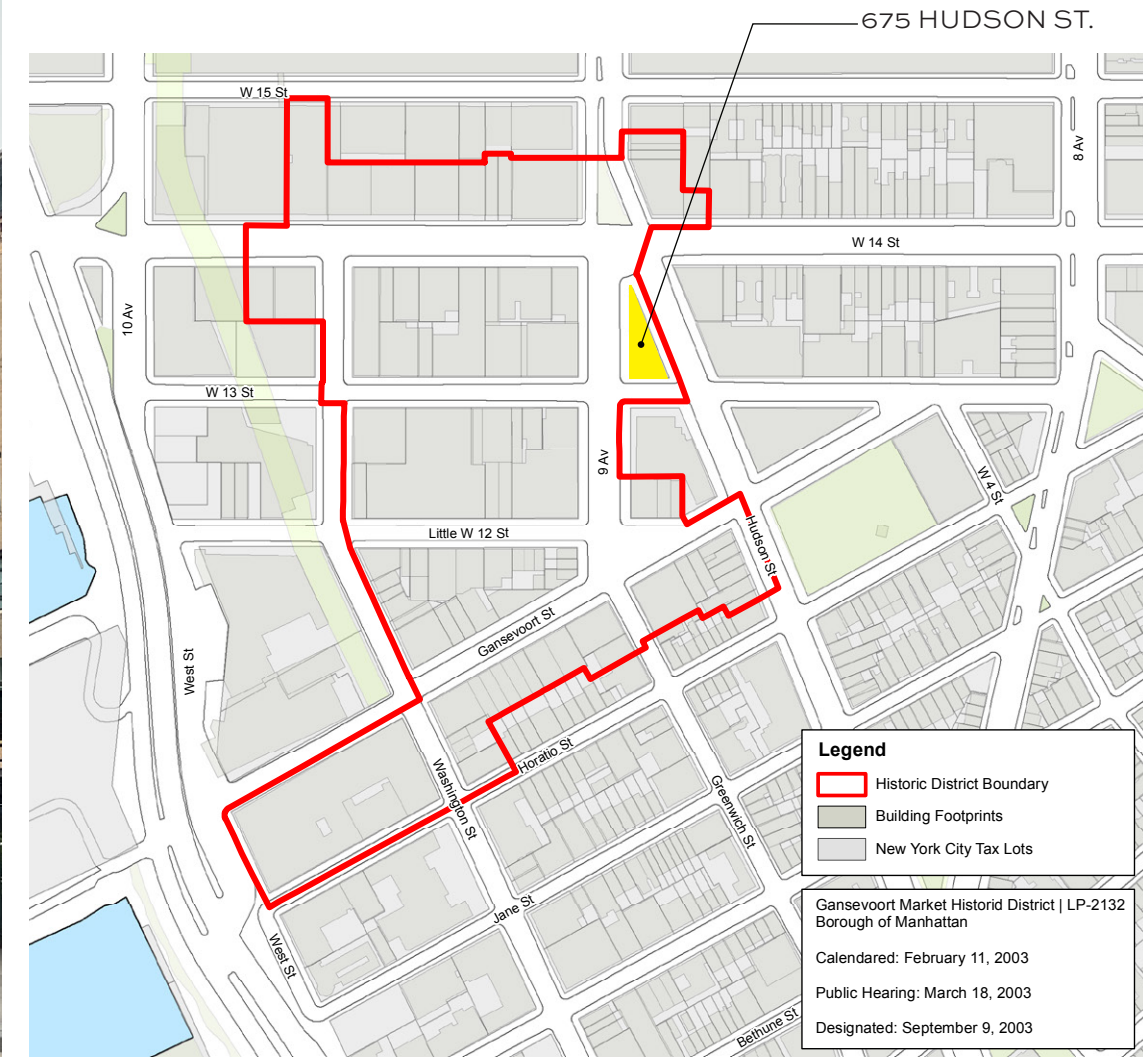 675 HUDSON ST.
W 15 St
8 Av
W 14 St
10 Av
W 13 St
9 Av
W 4 St
Little W 12 St
Hudson St
Gansevoort St
West St
Horatio St
Washington St
Greenwich St
Jane St
West St
Bethune St
Legend
Historic District Boundary
Building Footprints
New York City Tax Lots
Gansevoort Market Historid District | LP-2132
Borough of Manhattan
Calendared: February 11, 2003
Public Hearing: March 18, 2003
Designated: September 9, 2003